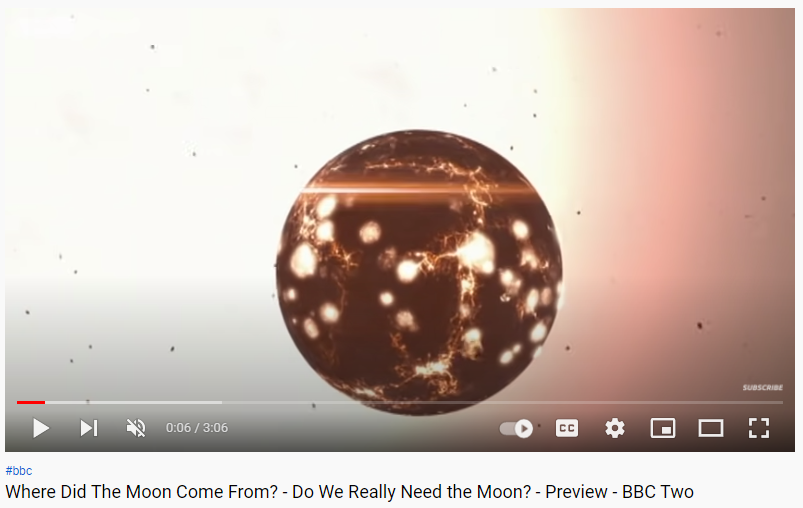 SUBSCRIBE
0:06 / 3:06
CC
#bbc
Where Did The Moon Come From? - Do We Really Need the Moon? - Preview - BBC Two